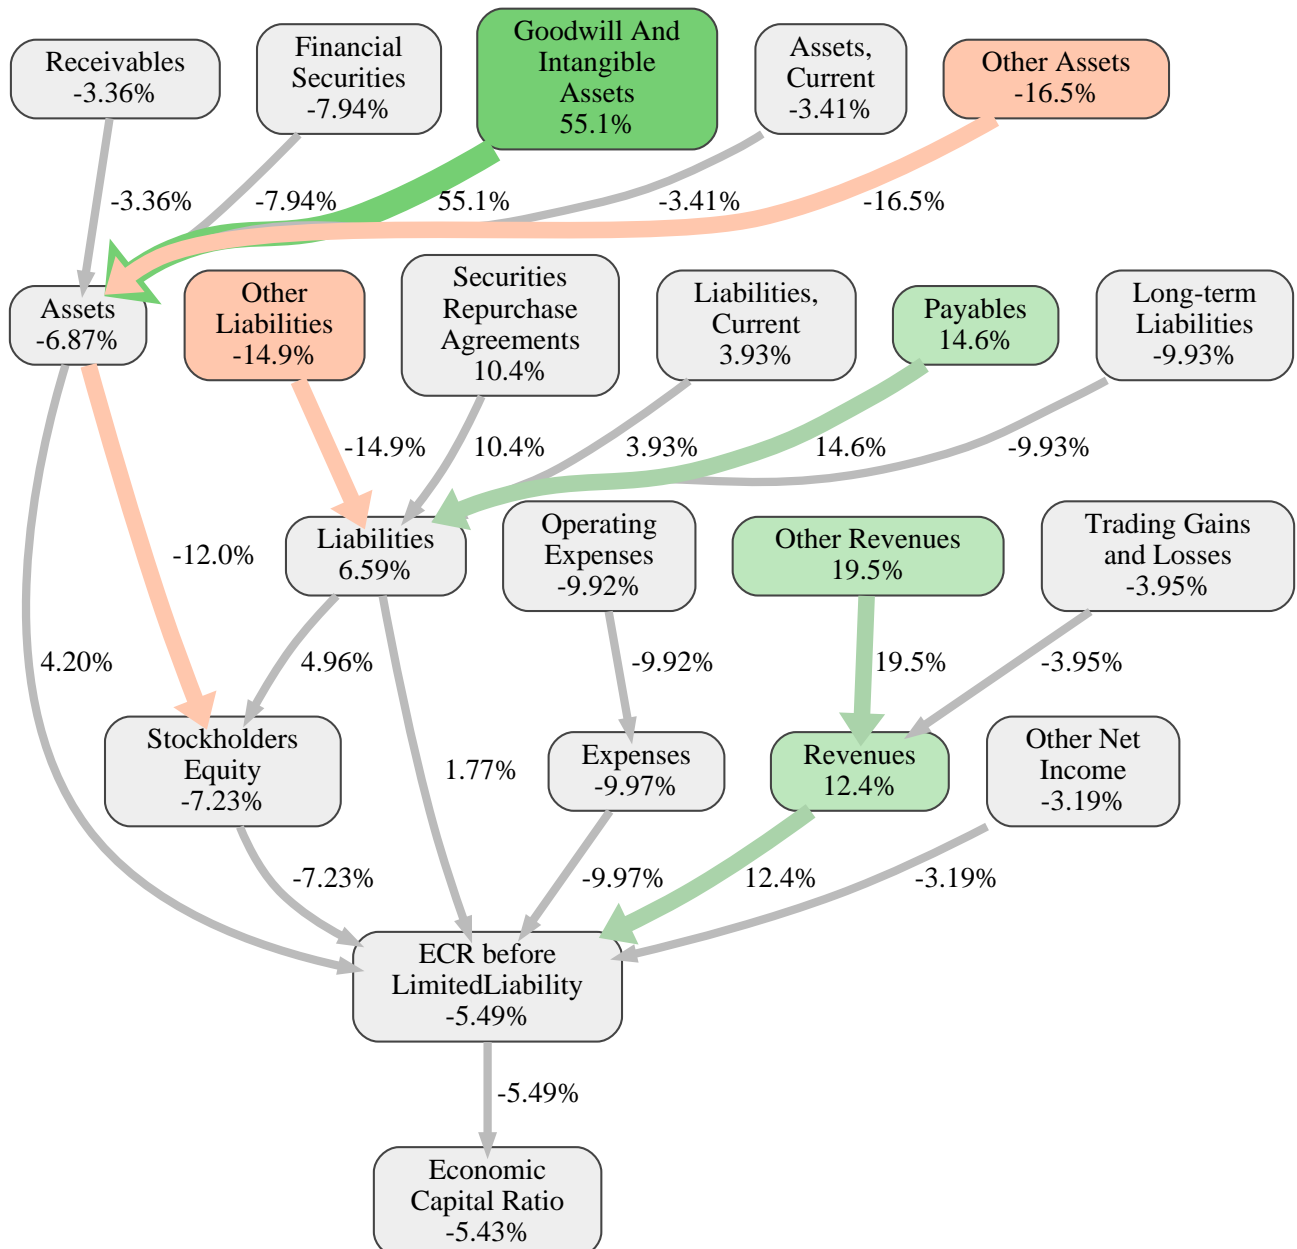 Receivables
-3.36%
Financial
Securities
-7.94%
Goodwill And
Intangible
Assets
55.1%
Assets,
Current
-3.41%
Other Assets
-16.5%
-3.36%
-7.94%
55.1%
-3.41%
-16.5%
Assets
-6.87%
Other
Liabilities
-14.9%
Securities
Repurchase
Agreements
10.4%
Liabilities,
Current
3.93%
Payables
14.6%
Long-term
Liabilities
-9.93%
-14.9%
10.4%
3.93%
14.6%
-9.93%
-12.0%
Liabilities
6.59%
Operating
Expenses
-9.92%
Other Revenues
19.5%
Trading Gains
and Losses
-3.95%
4.20%
4.96%
-9.92%
19.5%
-3.95%
Stockholders
Equity
-7.23%
1.77%
Expenses
-9.97%
Revenues
12.4%
Other Net
Income
-3.19%
-7.23%
-9.97%
12.4%
-3.19%
ECR before
LimitedLiability
-5.49%
-5.49%
Economic
Capital Ratio
-5.43%